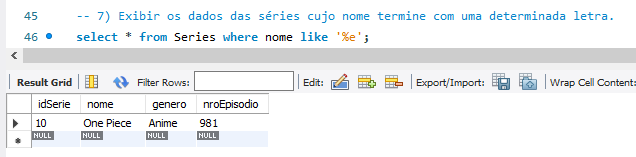 45 -- 7) Exibir os dados das séries cujo nome termine com uma determinada letra.
46 select * from Series where nome like '%e';
Result Grid Filter Rows: Edit: Export/Import: Wrap Cell Content:
idSerie nome genero nroEpisodio
10 One Piece Anime 981
NULL NULL NULL NULL